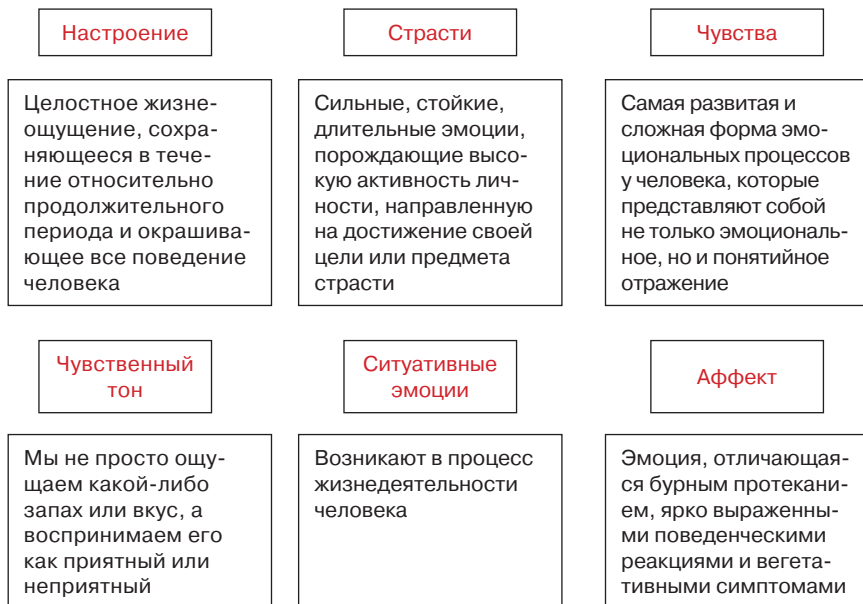 Настроение
Целостное жизне-
ощущение, сохра-
няющееся в тече-
ние относительно
продолжительного
периода и окрашива-
ющее все поведение
человека
Страсти
Сильные, стойкие,
длительные эмоции,
порождающие высо-
кую активность лич-
ности, направленную
на достижение своей
цели или предмета
страсти
Чувства
Самая развитая и
сложная форма эмо-
циональных процессов
у человека, которые
представляют собой
не только эмоциональ-
ное, но и понятийное
отражение
Чувственный
тон
Мы не просто ощу-
щаем какой-либо
запах или вкус, а
воспринимаем его
как приятный или
неприятный
Ситуативные
эмоции
Возникают в процесс
жизнедеятельности
человека
Аффект
Эмоция, отличающая-
ся бурным протекани-
ем, ярко выраженны-
ми поведенческими
реакциями и вегета-
тивными симптомами